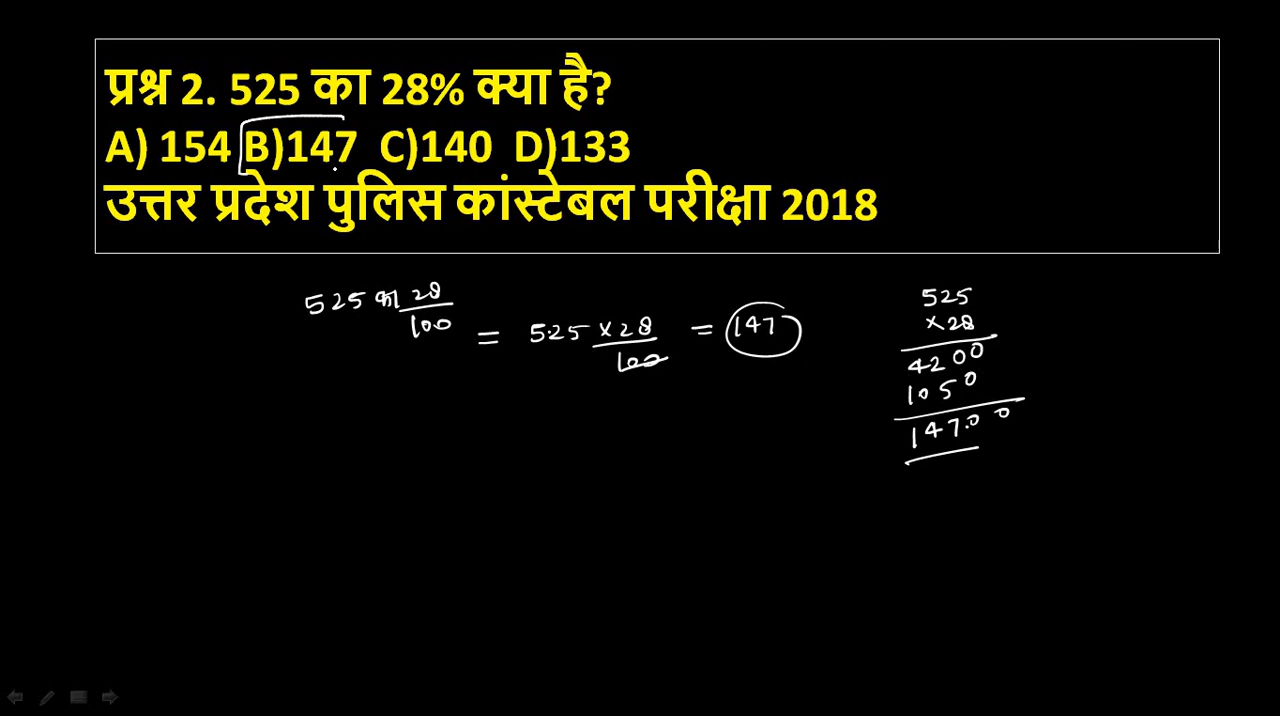 प्रश्न 2. 525 का 28% क्या है?
A) 154 B)147 C)140 D)133
उत्तर प्रदेश पुलिस कांस्टेबल परीक्षा 2018
525 का 28/100 = 525 × 28/100 = 147
525
×28
4200
1050
147.00